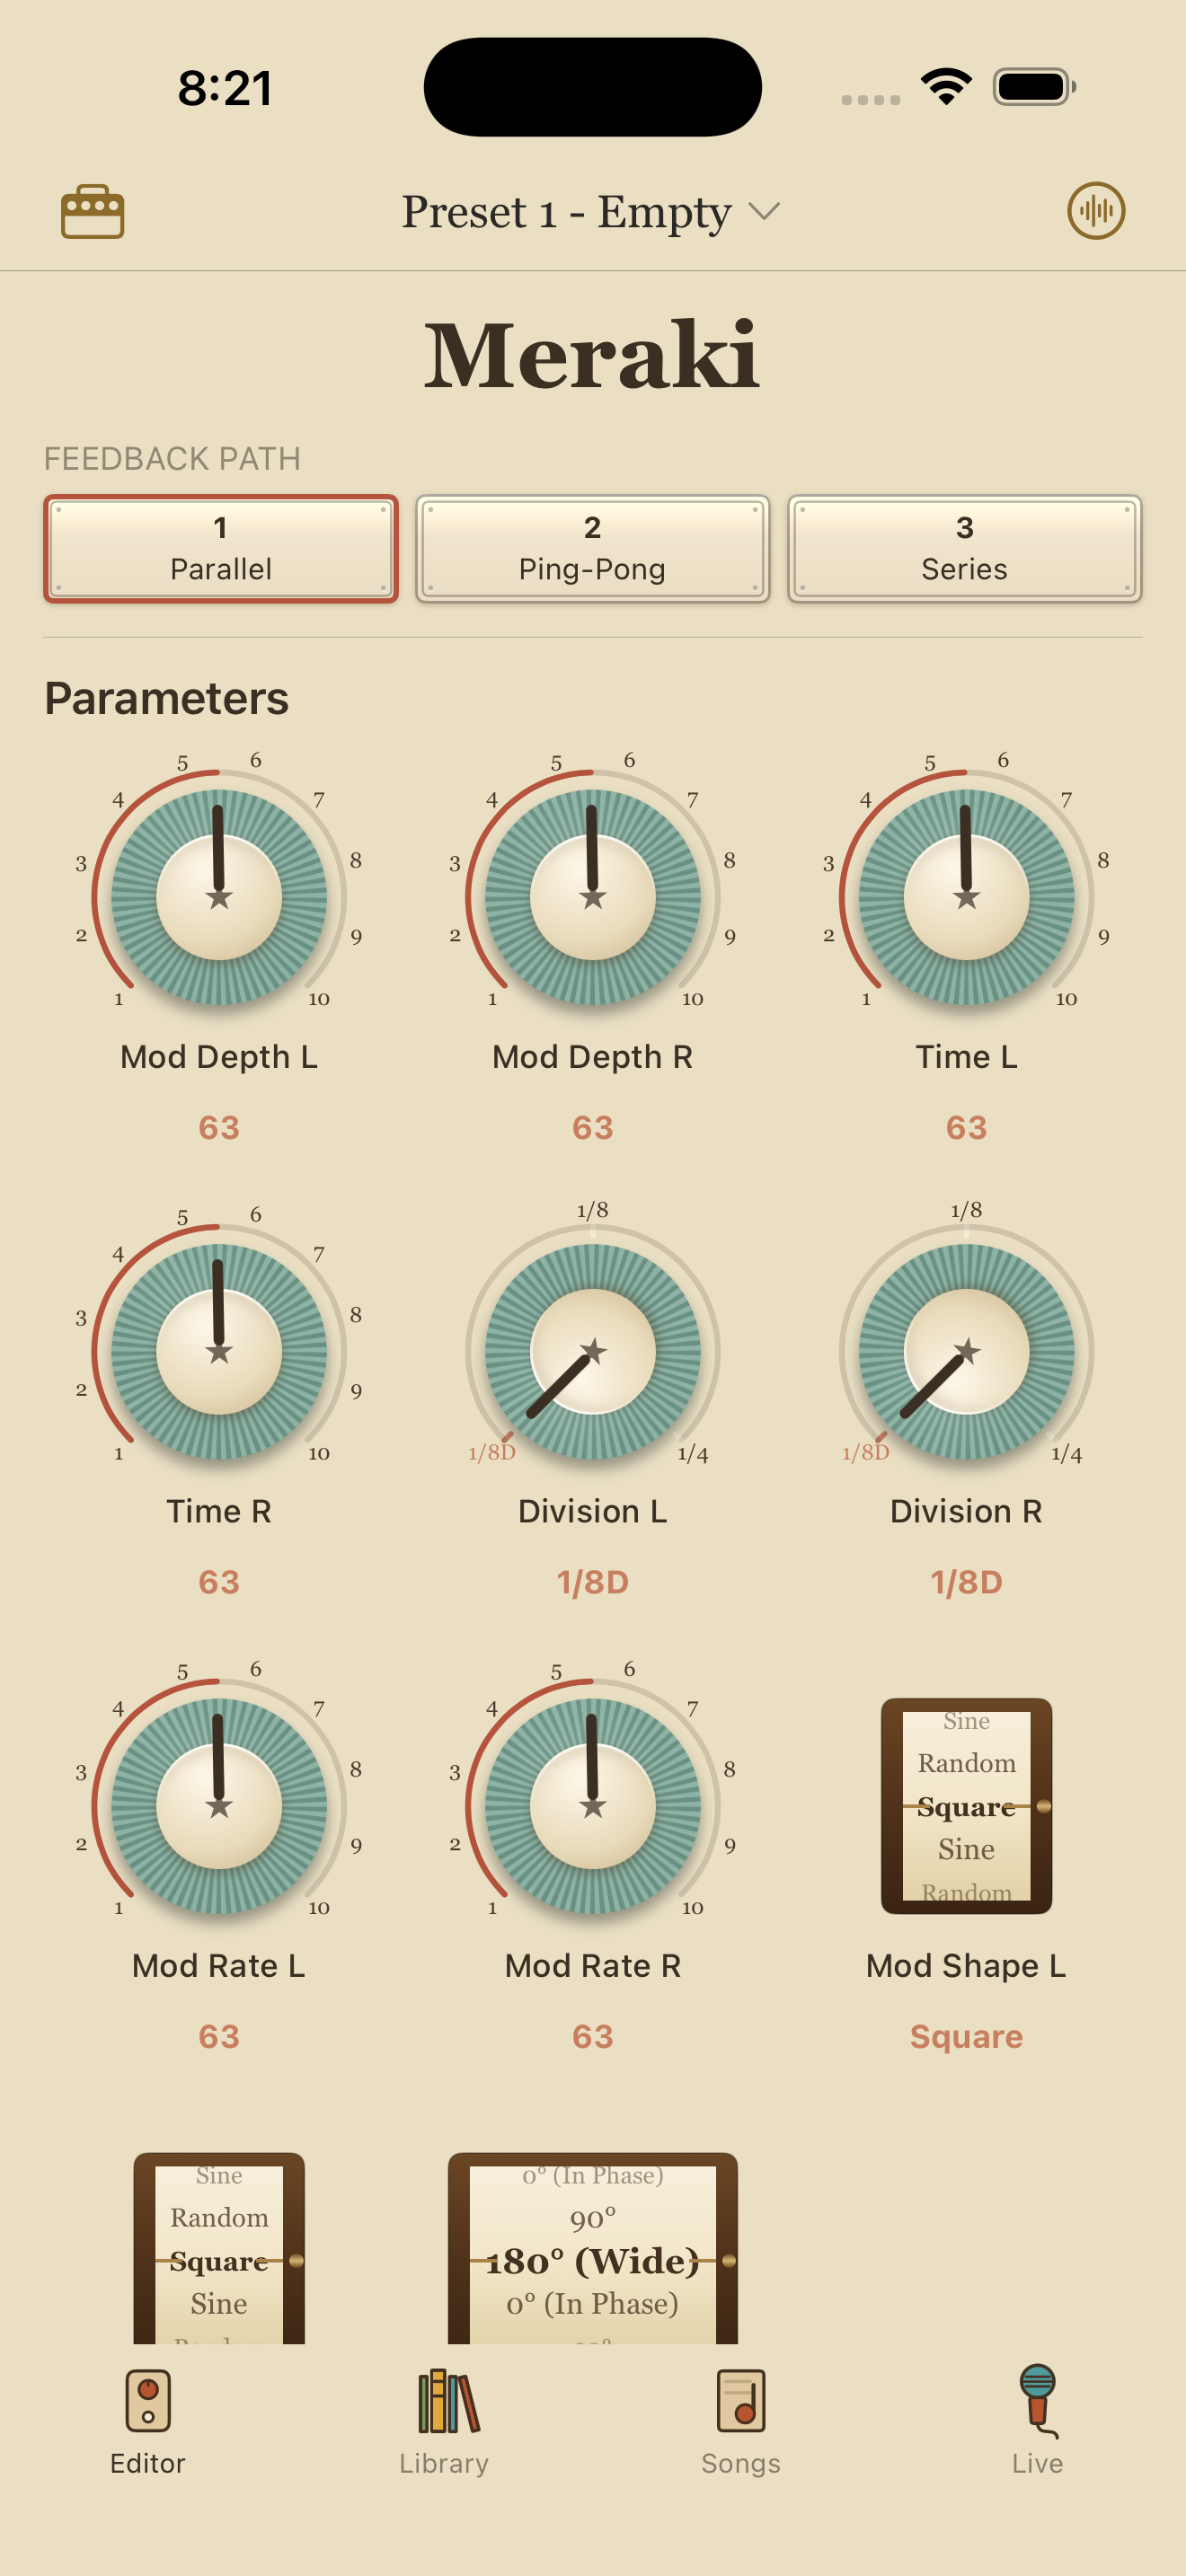 8:21
Preset 1 - Empty
Meraki
FEEDBACK PATH
1 2 3
Parallel Ping-Pong Series
Parameters
1 2 3 4 5 6 7 8 9 10
1 2 3 4 5 6 7 8 9 10
1 2 3 4 5 6 7 8 9 10
Mod Depth L Mod Depth R Time L
63 63 63
1 2 3 4 5 6 7 8 9 10
1/8D 1/8 1/4
1/8D 1/8 1/4
Time R Division L Division R
63 1/8D 1/8D
1 2 3 4 5 6 7 8 9 10
1 2 3 4 5 6 7 8 9 10
Sine
Random
Square
Sine
Random
Mod Rate L Mod Rate R Mod Shape L
63 63 Square
Sine
Random
Square
Sine
0° (In Phase)
90°
180° (Wide)
0° (In Phase)
Editor Library Songs Live